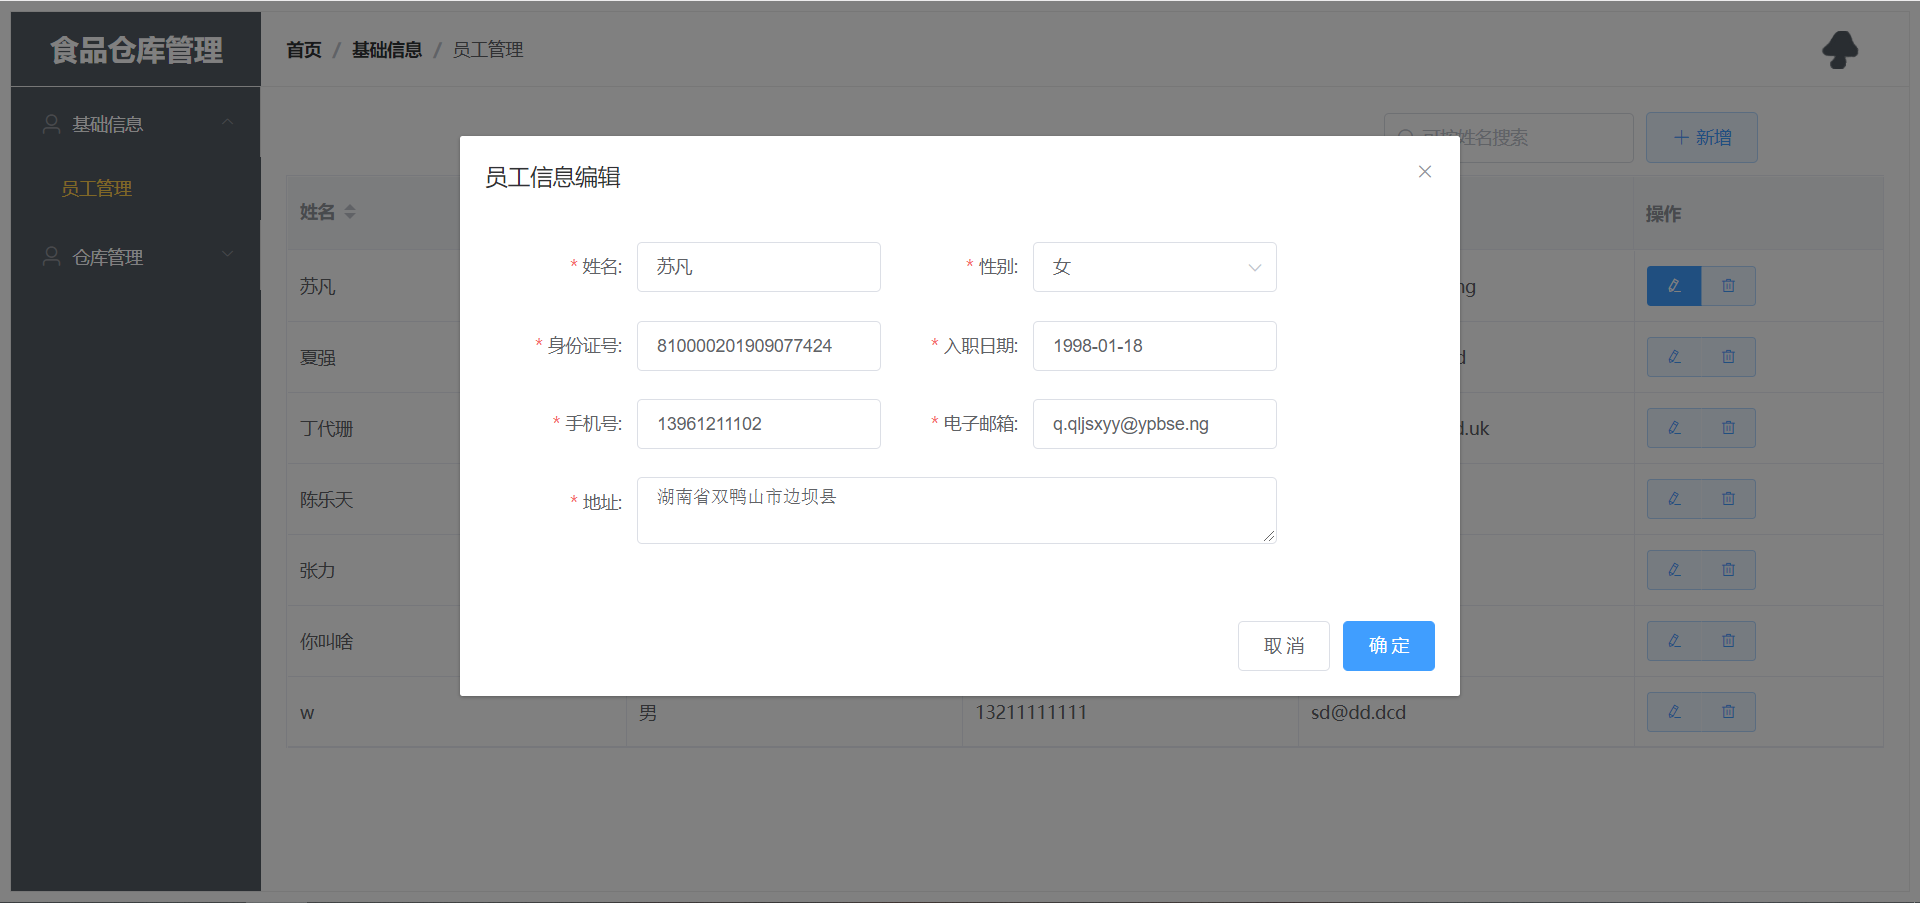 食品仓库管理
首页 / 基础信息 / 员工管理
基础信息
员工管理
仓库管理
可按姓名搜索
新增
姓名
操作
苏凡
ng
夏强
d
丁代珊
d.uk
陈乐天
张力
你叫啥
w 男 13211111111 sd@dd.dcd
员工信息编辑
* 姓名: 苏凡 * 性别: 女
* 身份证号: 810000201909077424 * 入职日期: 1998-01-18
* 手机号: 13961211102 * 电子邮箱: q.qljsxyy@ypbse.ng
* 地址: 湖南省双鸭山市边坝县
取消 确定